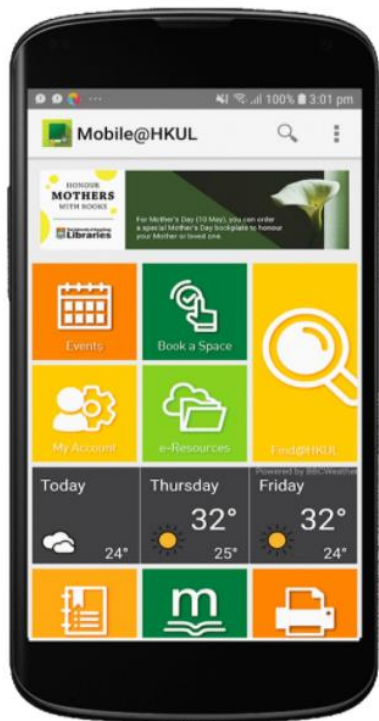 100% 3:01 pm
Mobile@HKUL
HONOUR
MOTHERS
WITH BOOKS
Libraries
For Mother's Day (10 May), you can order
a special Mother's Day bookplate to honour
your Mother or loved one.
Events
Book a Space
My Account
e-Resources
Find@HKUL
Powered by BBCWeather
Today
Thursday
Friday
32°
32°
24°
25°
24°
m